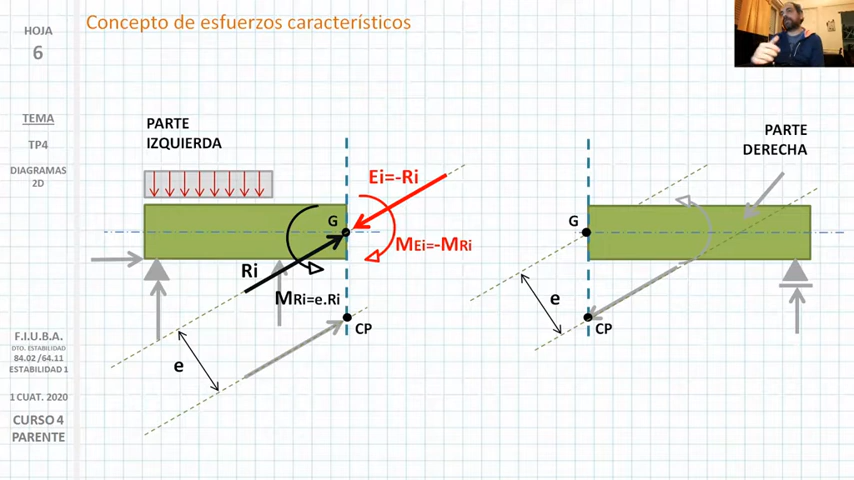 Concepto de esfuerzos característicos
HOJA
6
TEMA
TP4
DIAGRAMAS
2D
F.I.U.B.A.
DTO. ESTABILIDAD
84.02 /64.11
ESTABILIDAD 1
1 CUAT. 2020
CURSO 4
PARENTE
PARTE
IZQUIERDA
Ei=-Ri
G
MEi=-MRi
Ri
MRi=e.Ri
CP
e
PARTE
DERECHA
G
e
CP